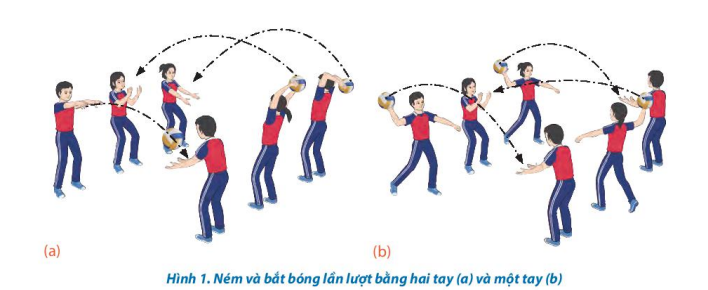 (a)
(b)
Hình 1. Ném và bắt bóng lần lượt bằng hai tay (a) và một tay (b)